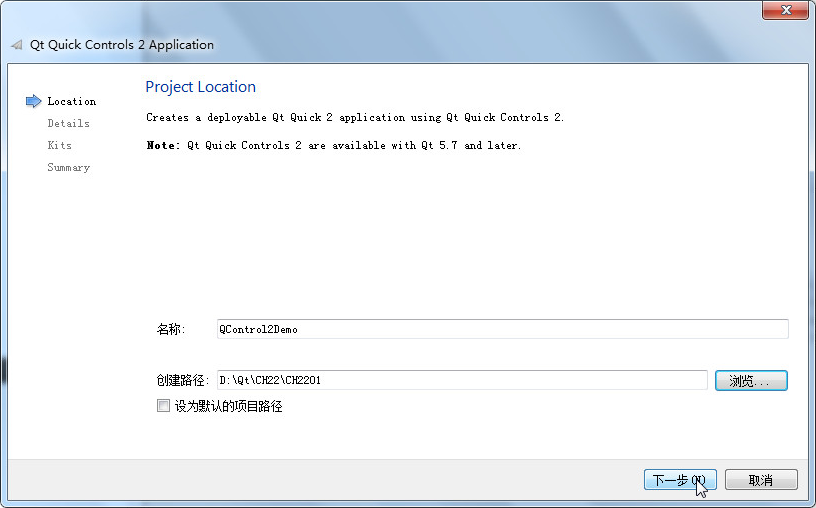 Qt Quick Controls 2 Application
Location
Details
Kits
Summary
Project Location
Creates a deployable Qt Quick 2 application using Qt Quick Controls 2.
Note: Qt Quick Controls 2 are available with Qt 5.7 and later.
名称:
QControl2Demo
创建路径:
D:\Qt\CH22\CH2201
浏览...
设为默认的项目路径
下一步(N)
取消